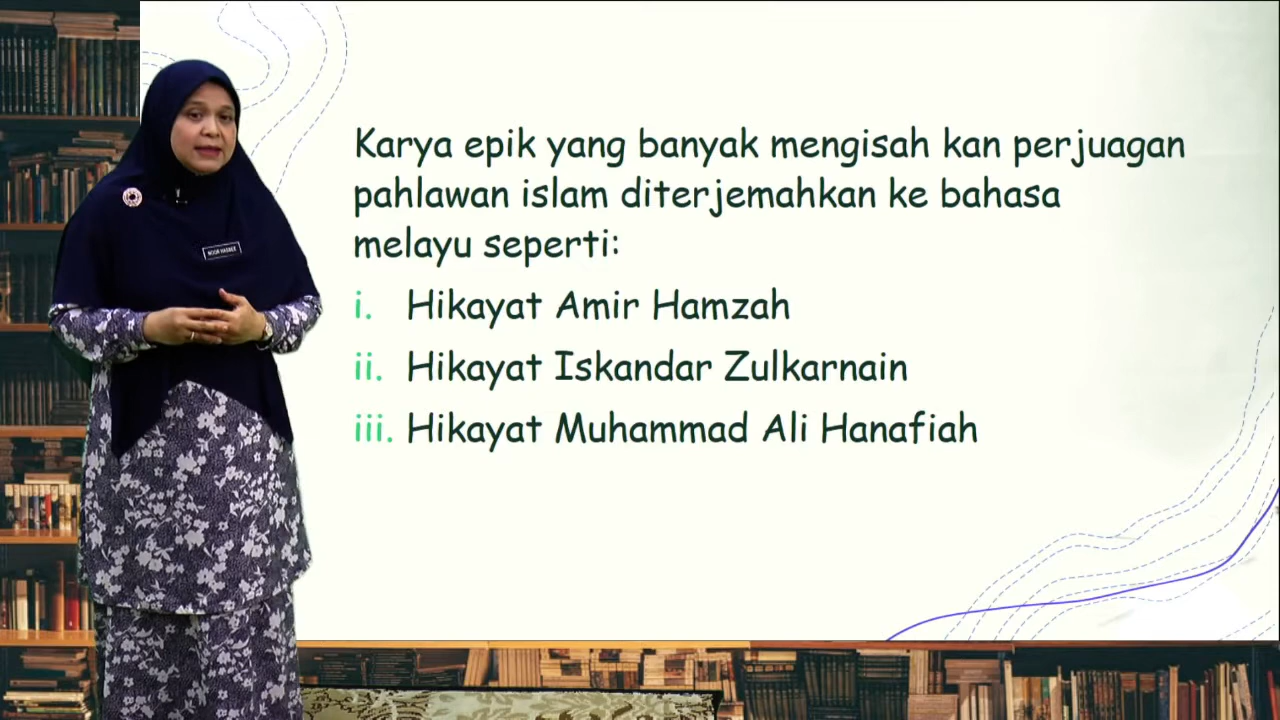 Karya epik yang banyak mengisah kan perjuagan
pahlawan islam diterjemahkan ke bahasa
melayu seperti:
i. Hikayat Amir Hamzah
ii. Hikayat Iskandar Zulkarnain
iii. Hikayat Muhammad Ali Hanafiah